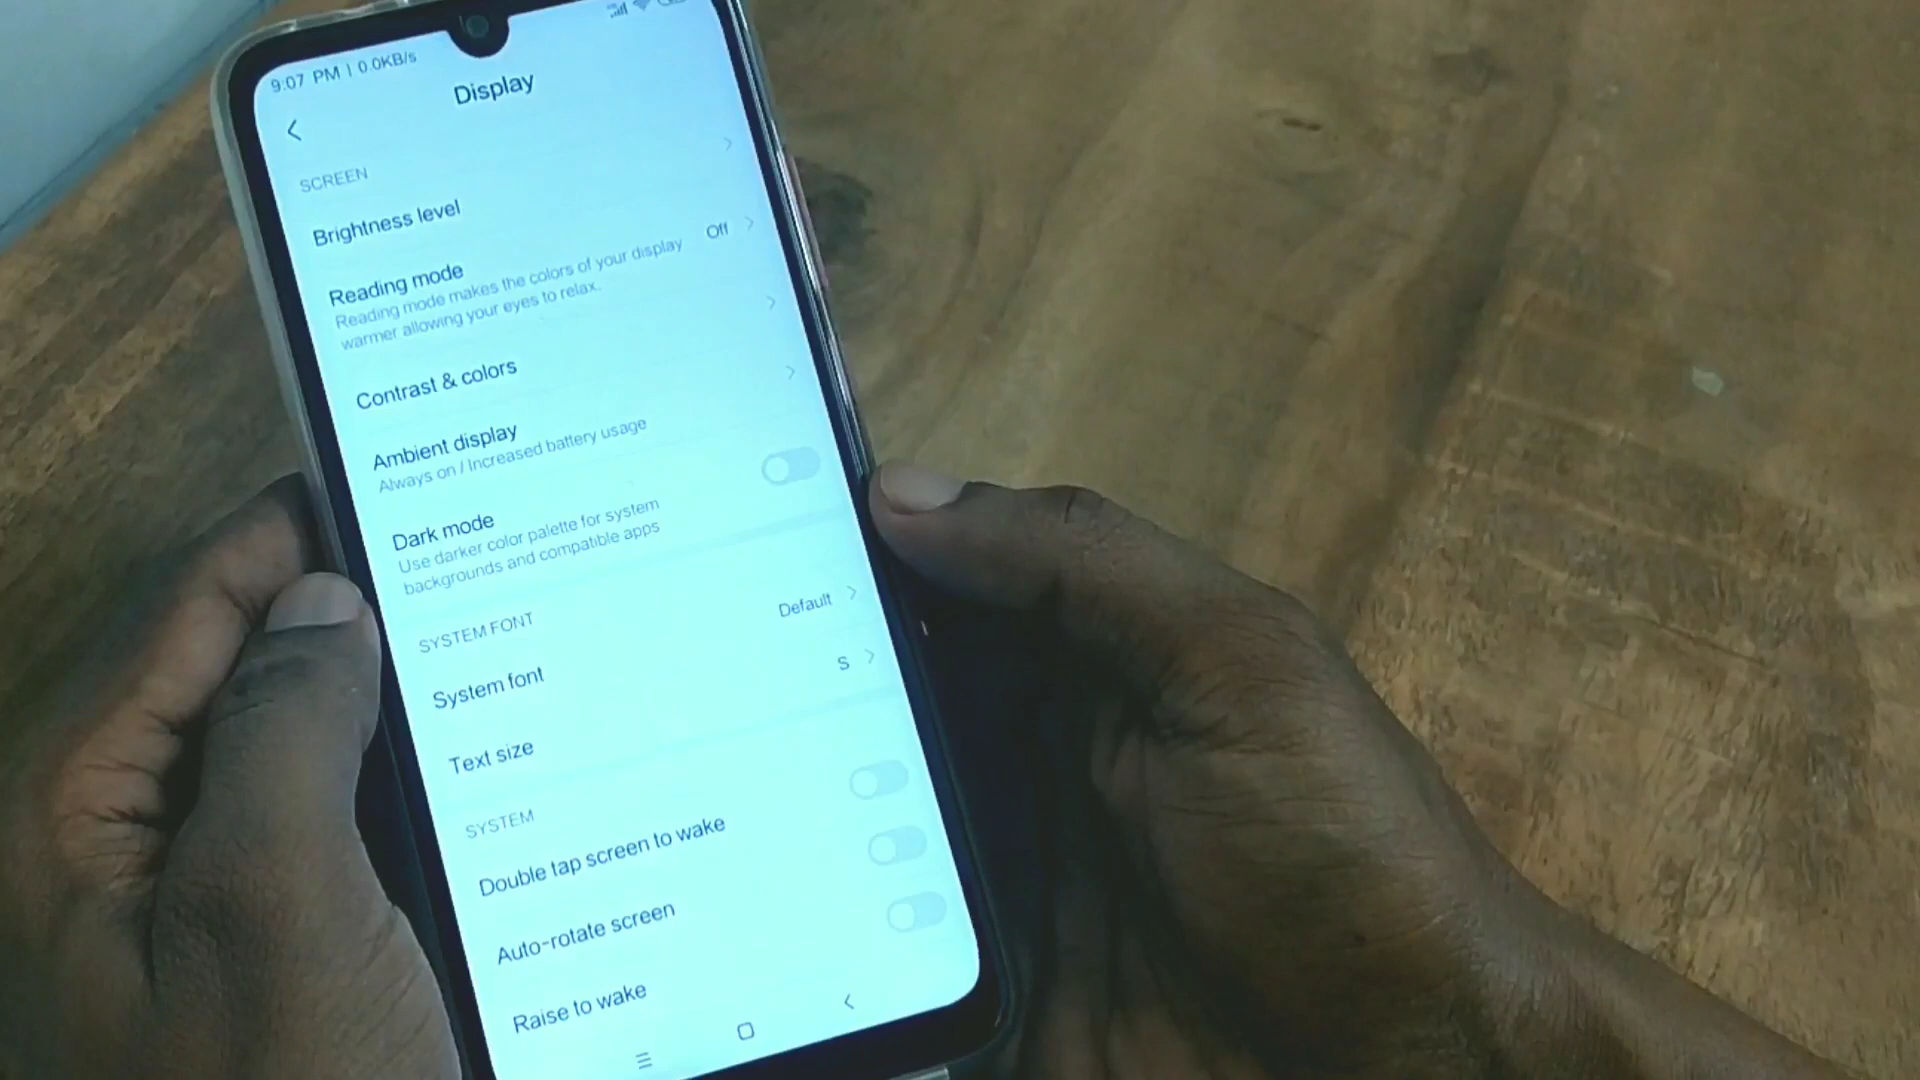 9:07 PM | 0.0KB/s
Display
SCREEN
Brightness level
Reading mode
Off
Reading mode makes the colors of your display
warmer allowing your eyes to relax.
Contrast & colors
Ambient display
Always on / Increased battery usage
Dark mode
Use darker color palette for system
backgrounds and compatible apps
SYSTEM FONT
System font
Default
Text size
S
SYSTEM
Double tap screen to wake
Auto-rotate screen
Raise to wake